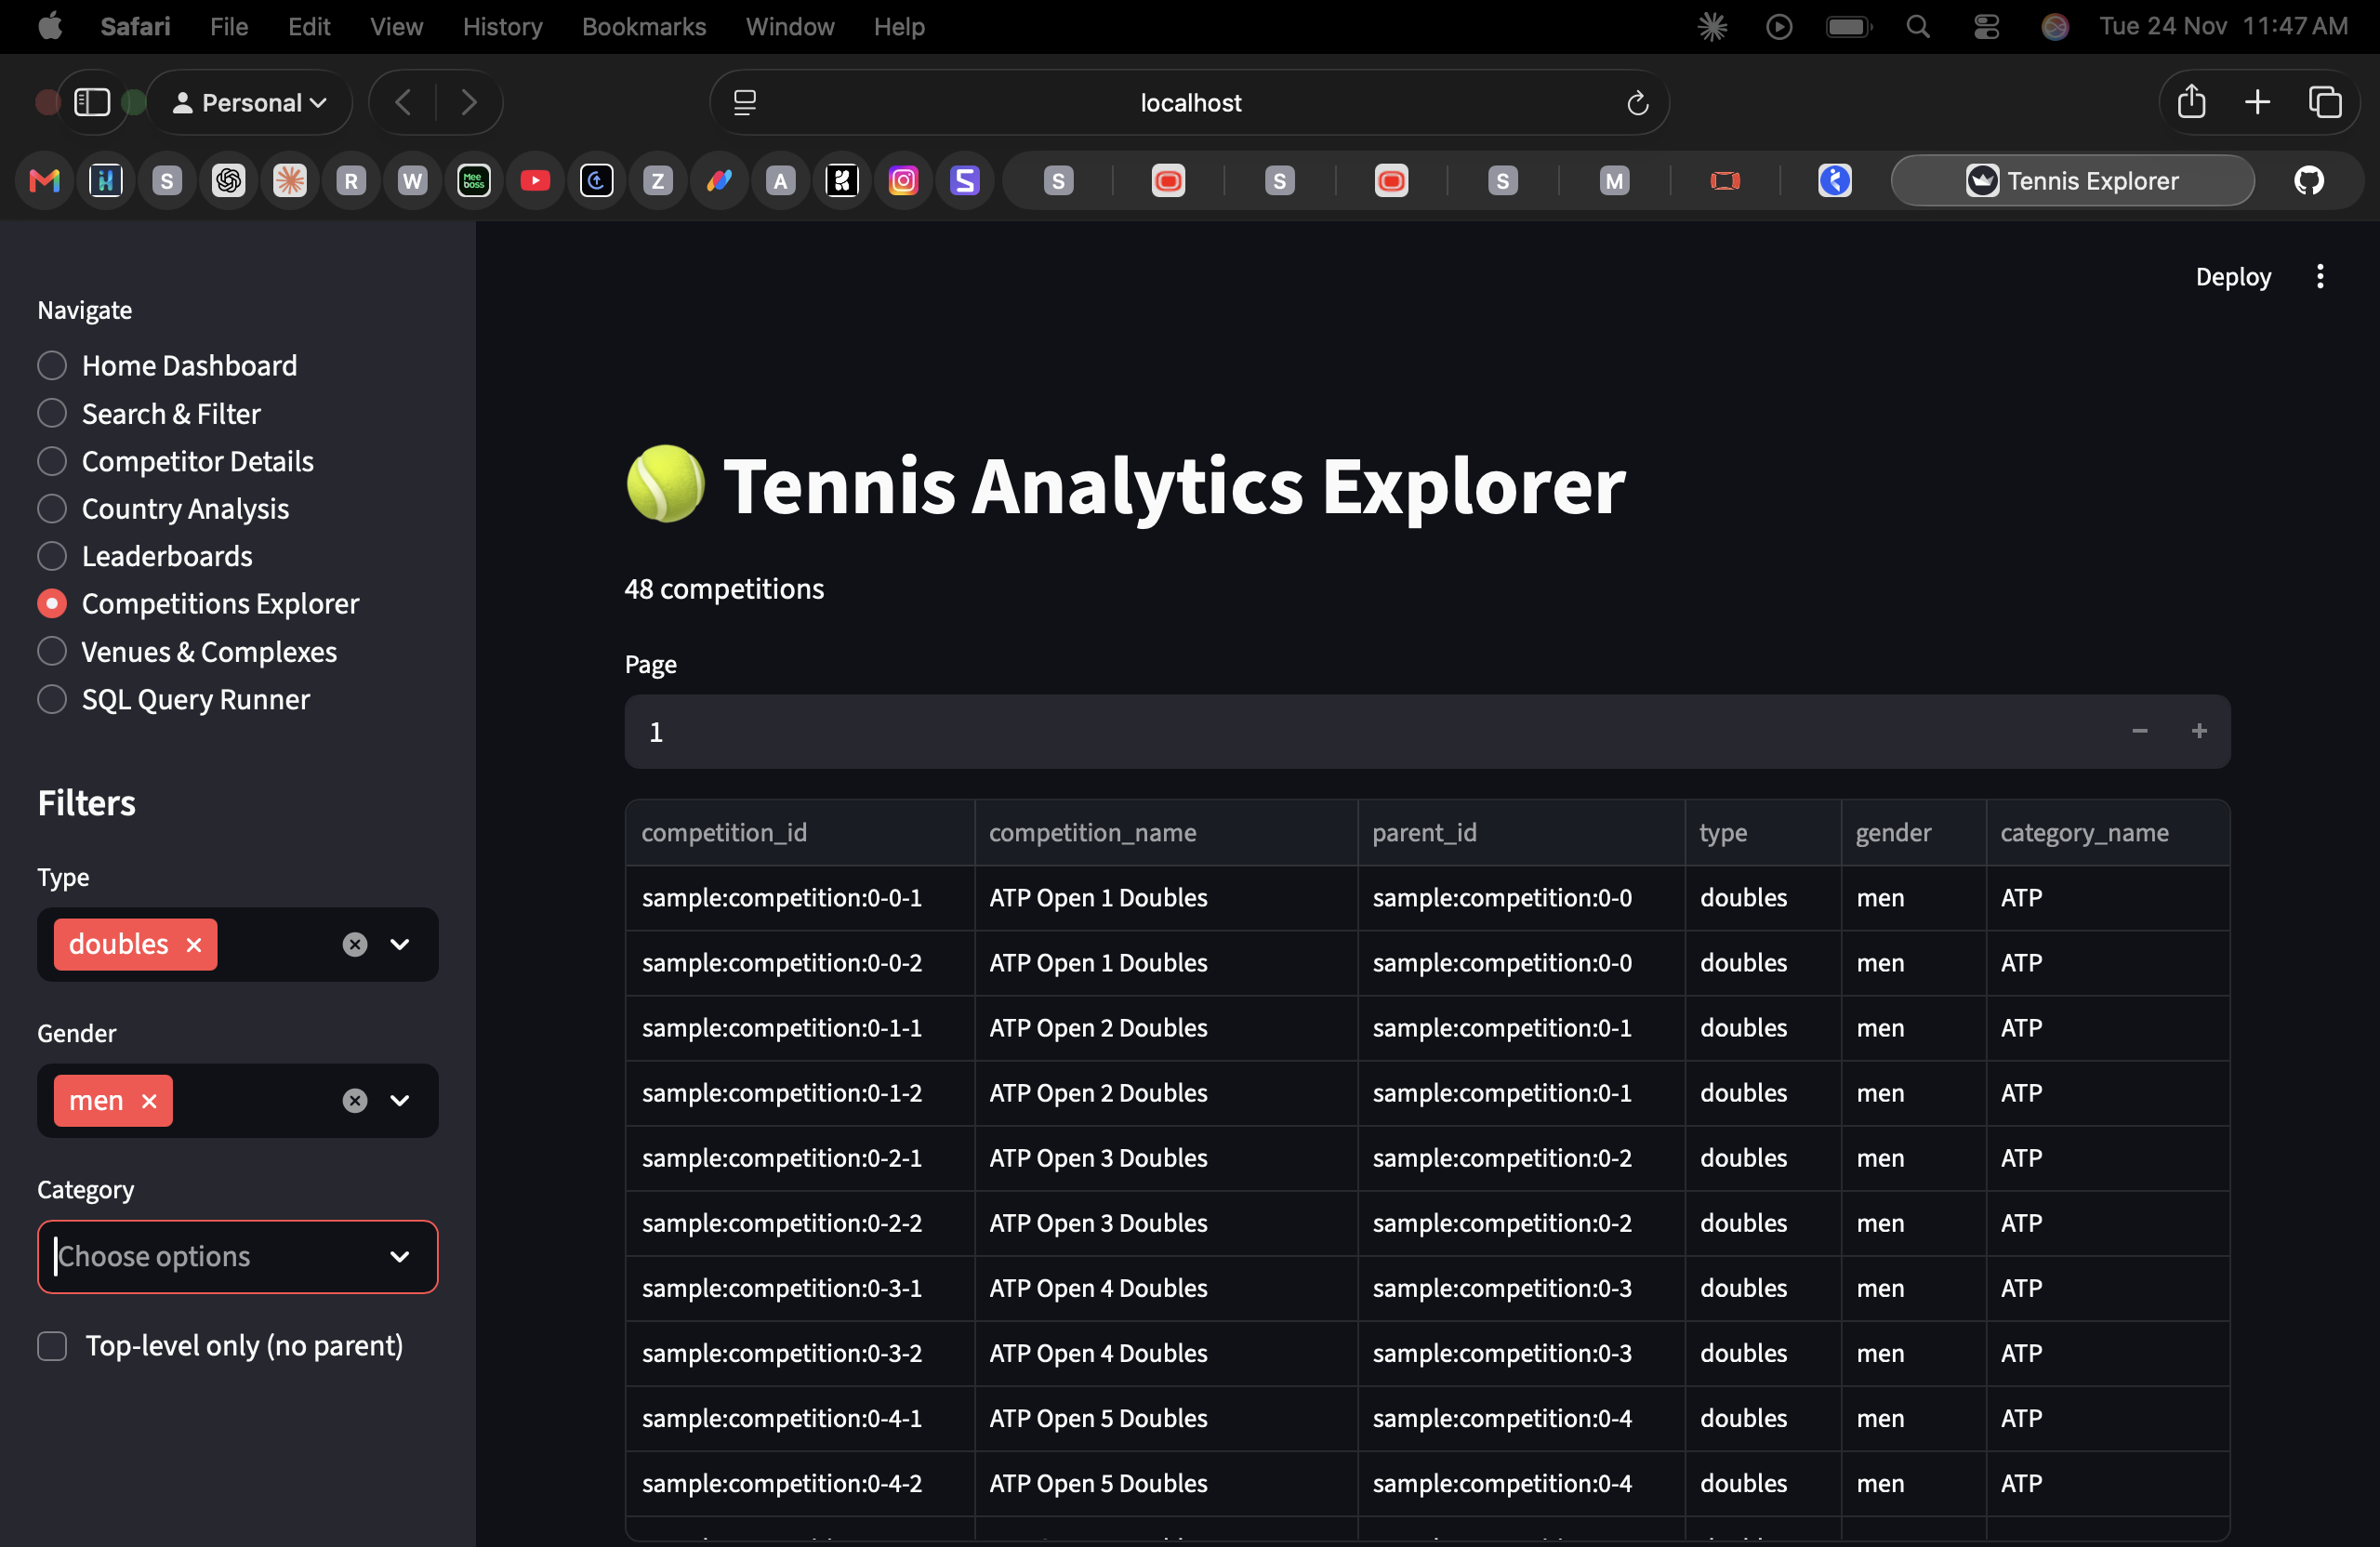 Safari File Edit View History Bookmarks Window Help Tue 24 Nov 11:47 AM
Personal localhost
S R W Mee boss Z A S S S M Tennis Explorer
Deploy
Navigate
Home Dashboard
Search & Filter
Competitor Details
Country Analysis
Leaderboards
Competitions Explorer
Venues & Complexes
SQL Query Runner
Filters
Type
doubles
Gender
men
Category
Choose options
Top-level only (no parent)
Tennis Analytics Explorer
48 competitions
Page
1
competition_id competition_name parent_id type gender category_name
sample:competition:0-0-1 ATP Open 1 Doubles sample:competition:0-0 doubles men ATP
sample:competition:0-0-2 ATP Open 1 Doubles sample:competition:0-0 doubles men ATP
sample:competition:0-1-1 ATP Open 2 Doubles sample:competition:0-1 doubles men ATP
sample:competition:0-1-2 ATP Open 2 Doubles sample:competition:0-1 doubles men ATP
sample:competition:0-2-1 ATP Open 3 Doubles sample:competition:0-2 doubles men ATP
sample:competition:0-2-2 ATP Open 3 Doubles sample:competition:0-2 doubles men ATP
sample:competition:0-3-1 ATP Open 4 Doubles sample:competition:0-3 doubles men ATP
sample:competition:0-3-2 ATP Open 4 Doubles sample:competition:0-3 doubles men ATP
sample:competition:0-4-1 ATP Open 5 Doubles sample:competition:0-4 doubles men ATP
sample:competition:0-4-2 ATP Open 5 Doubles sample:competition:0-4 doubles men ATP